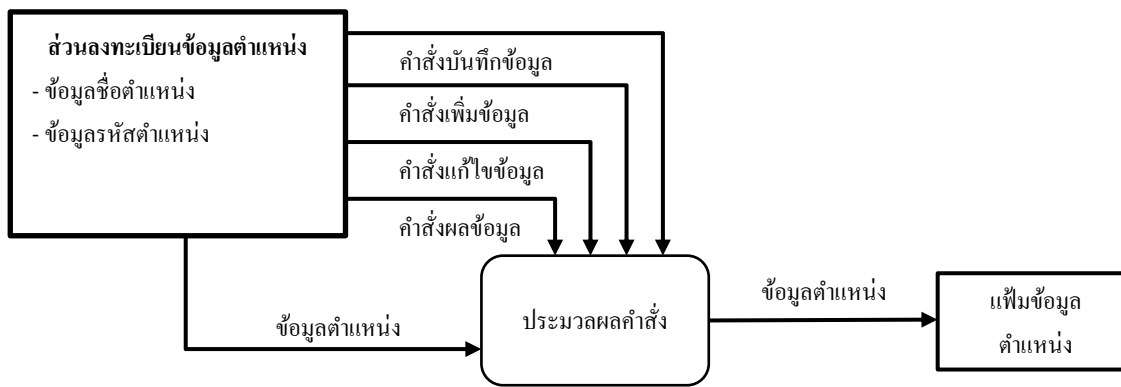 ส่วนลงทะเบียนข้อมูลตำแหน่ง
- ข้อมูลชื่อตำแหน่ง
- ข้อมูลรหัสตำแหน่ง
คำสั่งบันทึกข้อมูล
คำสั่งเพิ่มข้อมูล
คำสั่งแก้ไขข้อมูล
คำสั่งผลข้อมูล
ข้อมูลตำแหน่ง
ประมวลผลคำสั่ง
ข้อมูลตำแหน่ง
แฟ้มข้อมูล
ตำแหน่ง